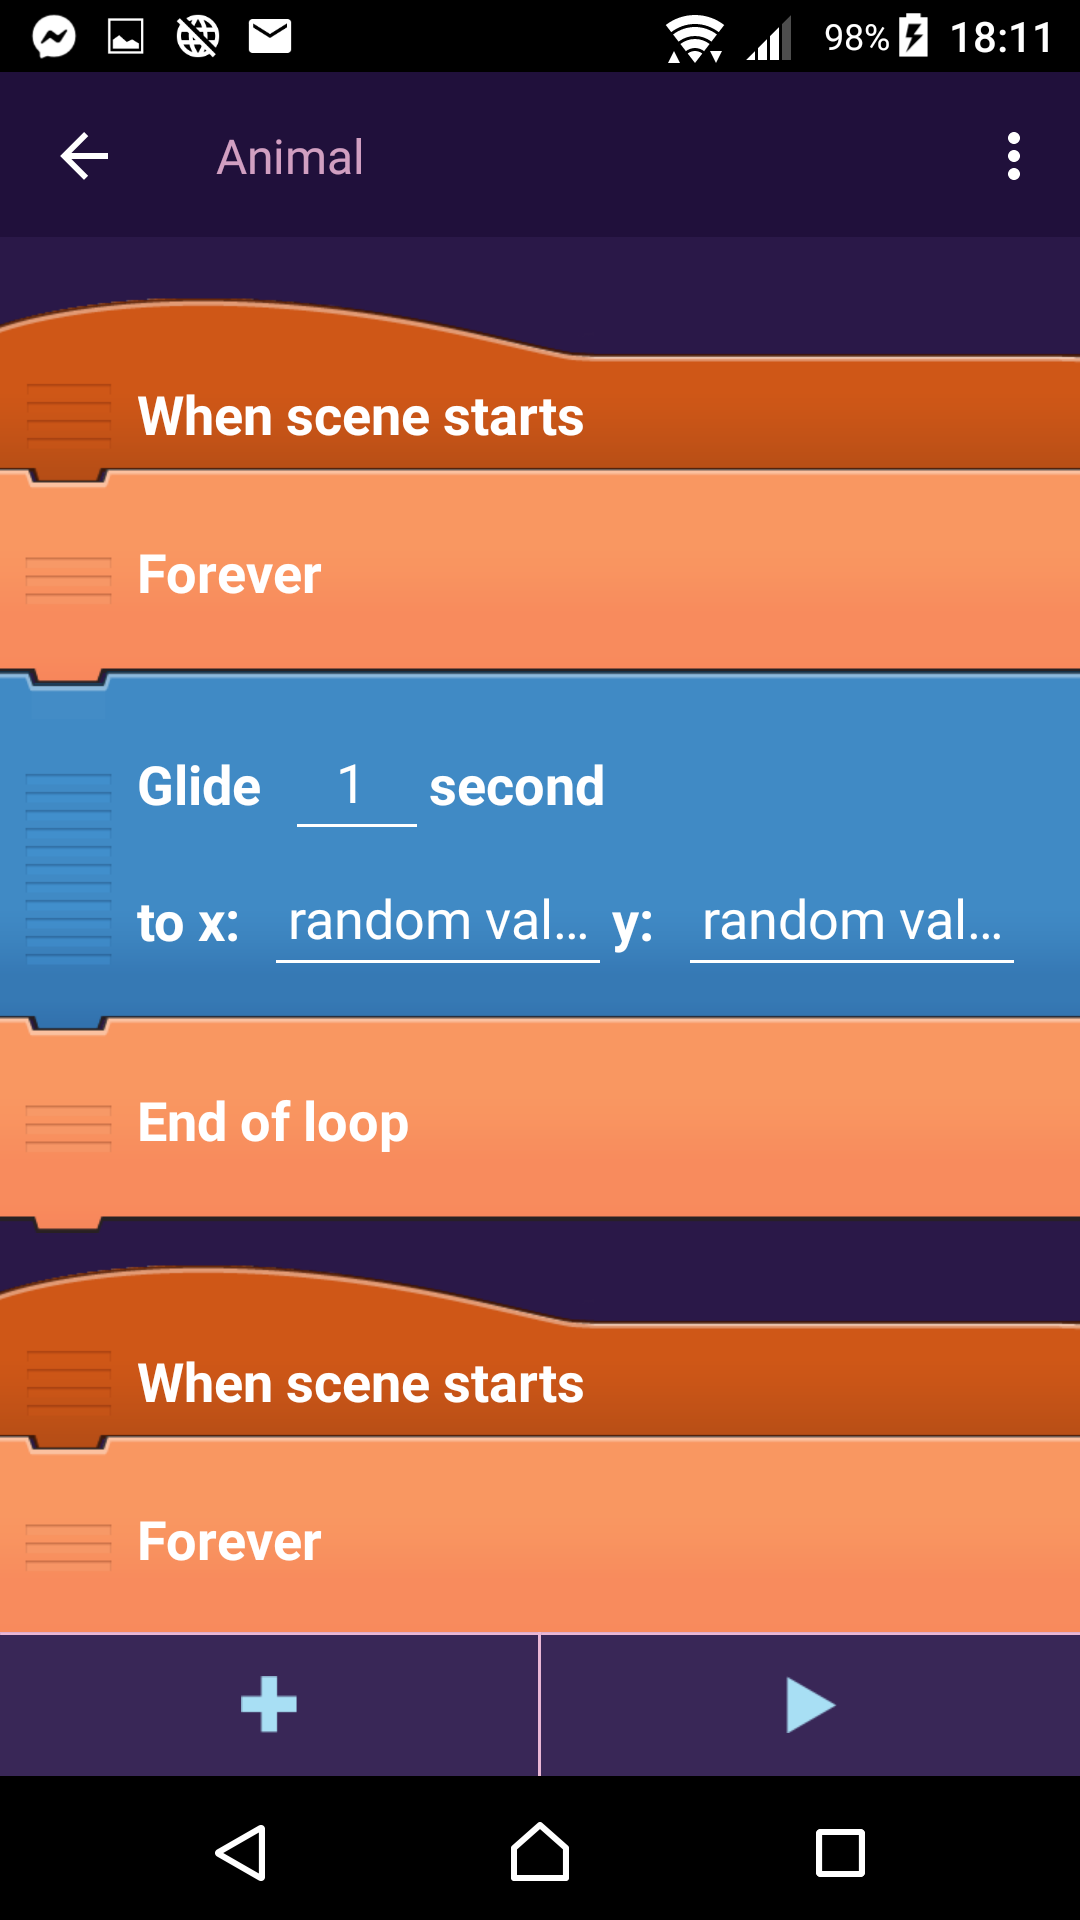 98% 18:11
Animal
When scene starts
Forever
Glide 1 second
to x: random val... y: random val...
End of loop
When scene starts
Forever